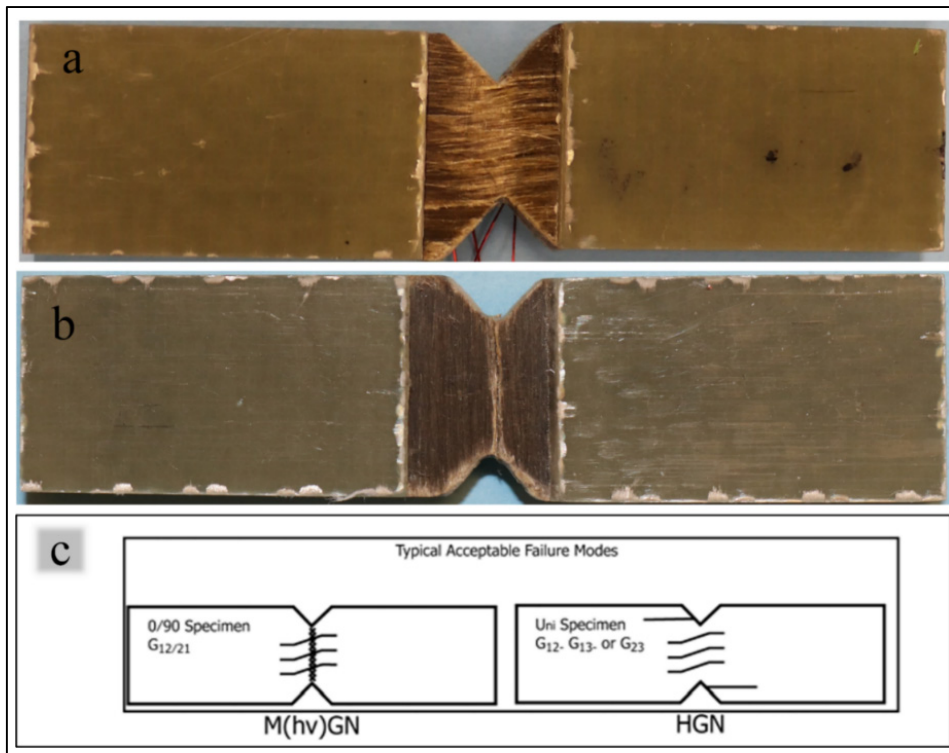 a
b
c
Typical Acceptable Failure Modes
0/90 Specimen
G12/21
Uni Specimen
G12- G13- or G23
M(hv)GN
HGN